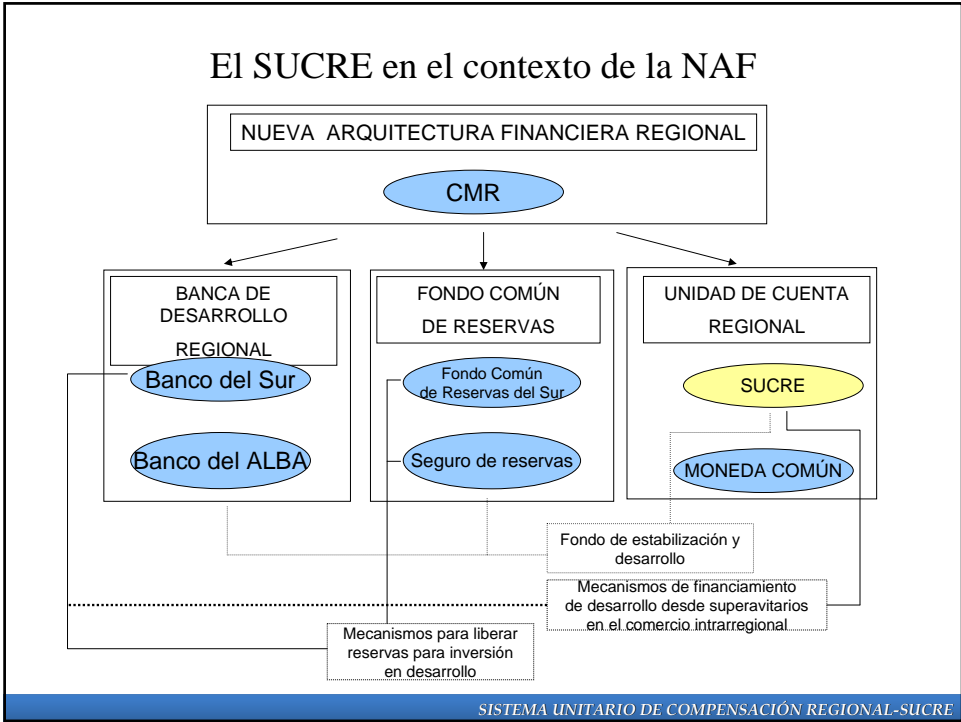 El SUCRE en el contexto de la NAF
NUEVA ARQUITECTURA FINANCIERA REGIONAL
CMR
BANCA DE
DESARROLLO
REGIONAL
Banco del Sur
Banco del ALBA
FONDO COMÚN
DE RESERVAS
Fondo Común
de Reservas del Sur
Seguro de reservas
UNIDAD DE CUENTA
REGIONAL
SUCRE
MONEDA COMÚN
Fondo de estabilización y
desarrollo
Mecanismos de financiamiento
de desarrollo desde superavitarios
en el comercio intrarregional
Mecanismos para liberar
reservas para inversión
en desarrollo
SISTEMA UNITARIO DE COMPENSACIÓN REGIONAL-SUCRE